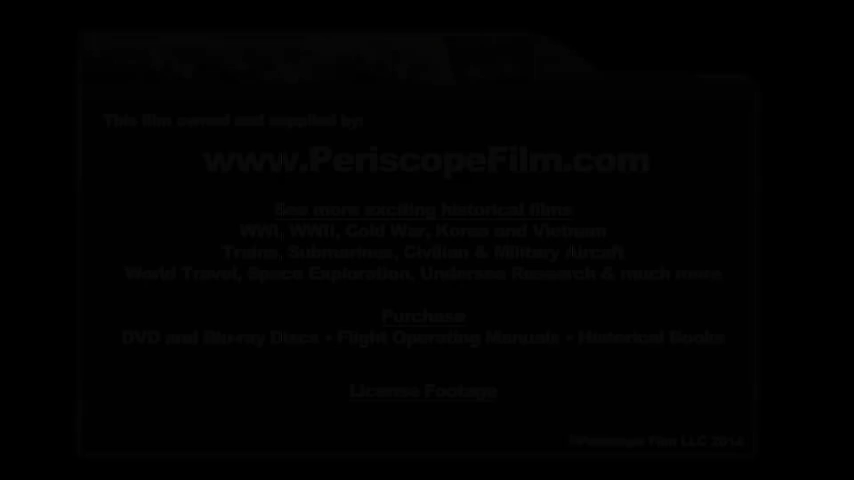 This film owned and supplied by:
www.PeriscopeFilm.com
See more exciting historical films
WWI, WWII, Cold War, Korea and Vietnam
Trains, Submarines, Civilian & Military Aircraft
World Travel, Space Exploration, Undersea Research & much more
Purchase
DVD and Blu-ray Discs • Flight Operating Manuals • Historical Books
License Footage
©Periscope Film LLC 2014